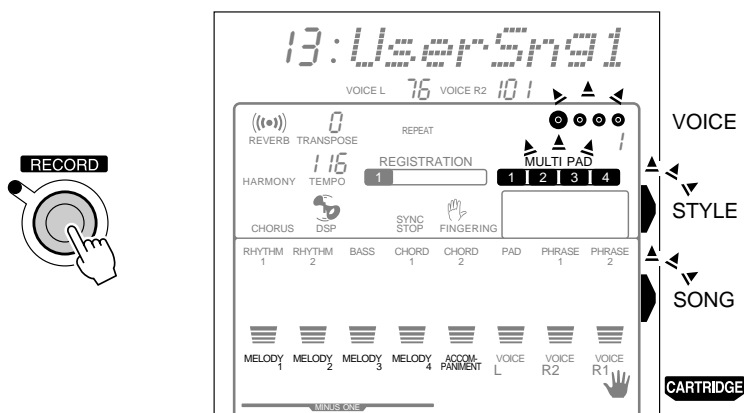 13:UserSng1
VOICE L 76 VOICE R2 101
0
REVERB TRANSPOSE REPEAT 1
VOICE
RECORD
116 REGISTRATION MULTI PAD
HARMONY TEMPO 1 1 2 3 4
STYLE
CHORUS DSP SYNC STOP FINGERING
RHYTHM 1 RHYTHM 2 BASS CHORD 1 CHORD 2 PAD PHRASE 1 PHRASE 2
SONG
MELODY 1 MELODY 2 MELODY 3 MELODY 4 ACCOM-PANIMENT VOICE L VOICE R2 VOICE R1
CARTRIDGE
MINUS ONE